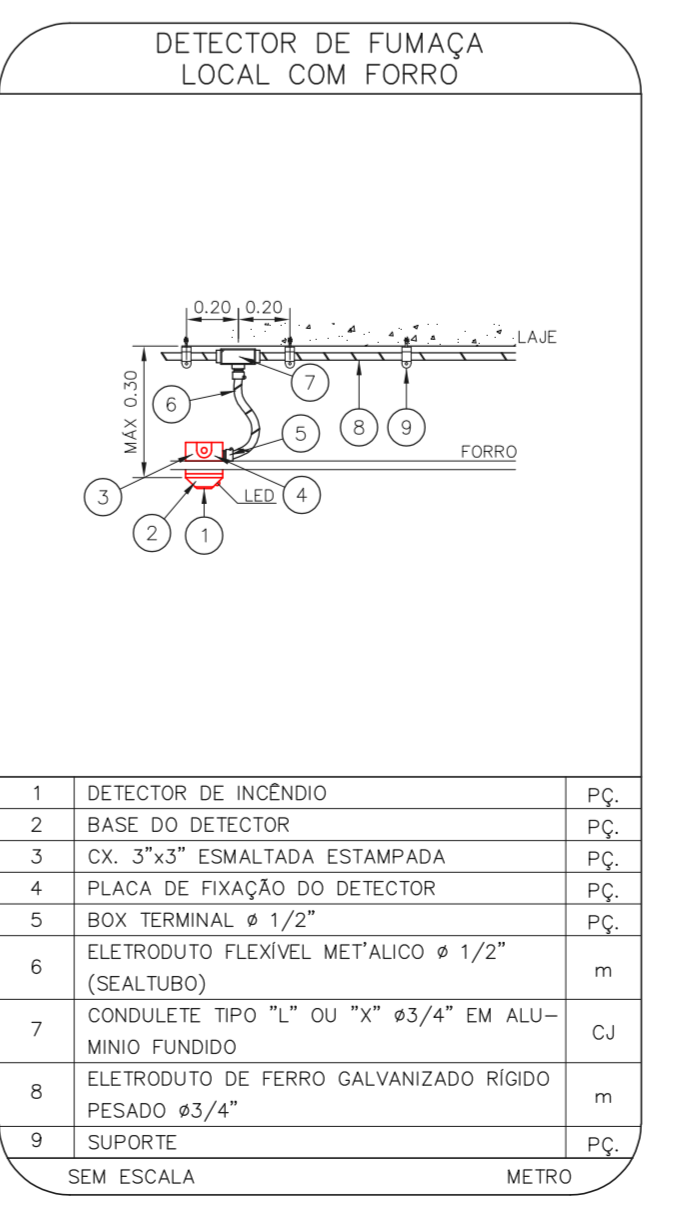 DETECTOR DE FUMAÇA
LOCAL COM FORRO
0.20 0.20
LAJE
MÁX 0.30
7
6
5
8
9
FORRO
3
LED
4
2
1
1 DETECTOR DE INCÊNDIO PÇ.
2 BASE DO DETECTOR PÇ.
3 CX. 3"x3" ESMALTADA ESTAMPADA PÇ.
4 PLACA DE FIXAÇÃO DO DETECTOR PÇ.
5 BOX TERMINAL ø 1/2" PÇ.
6 ELETRODUTO FLEXÍVEL MET'ALICO ø 1/2"
(SEALTUBO) m
7 CONDULETE TIPO "L" OU "X" ø3/4" EM ALU-
MINIO FUNDIDO CJ
8 ELETRODUTO DE FERRO GALVANIZADO RÍGIDO
PESADO ø3/4" m
9 SUPORTE PÇ.
SEM ESCALA METRO